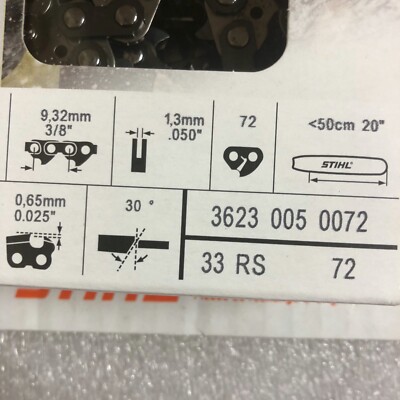 9,32mm
3/8"
1,3mm
.050"
72
<50cm 20"
STIHL
0,65mm
0.025"
30 °
3623 005 0072
33 RS 72
STIHL